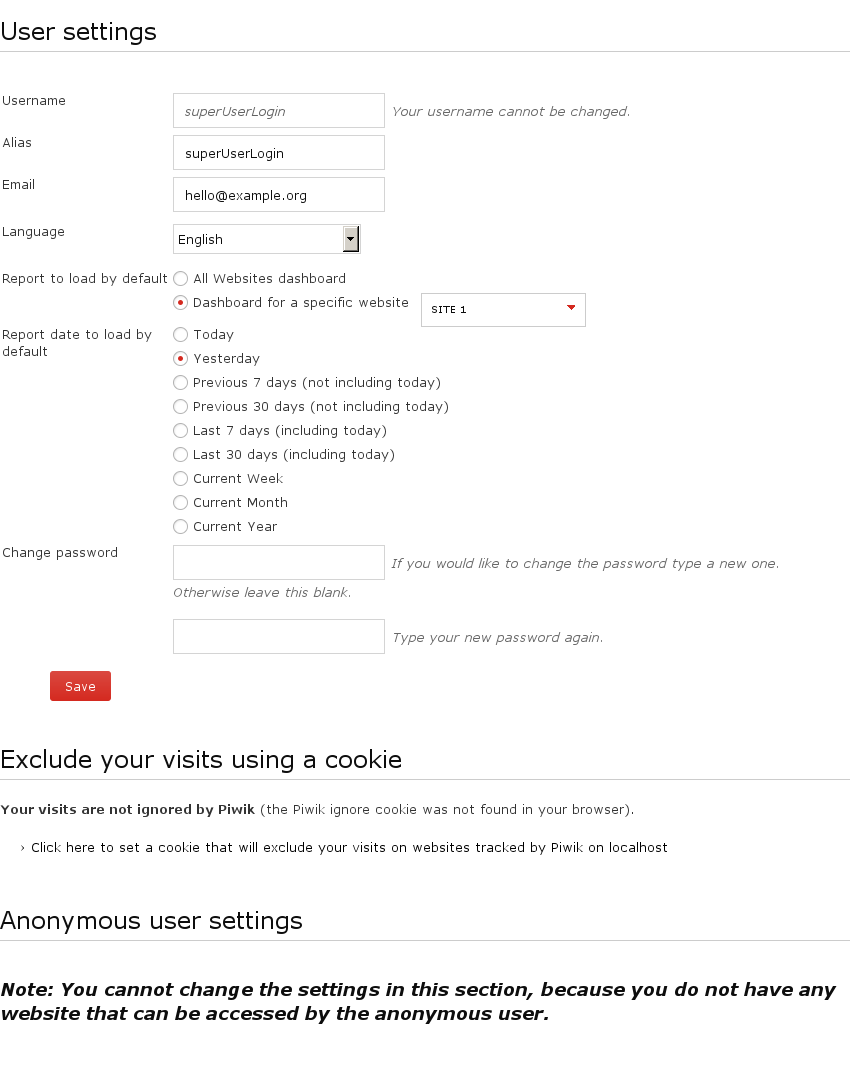 User settings
Username
superUserLogin
Your username cannot be changed.
Alias
superUserLogin
Email
hello@example.org
Language
English
Report to load by default
All Websites dashboard
Dashboard for a specific website
SITE 1
Report date to load by
default
Today
Yesterday
Previous 7 days (not including today)
Previous 30 days (not including today)
Last 7 days (including today)
Last 30 days (including today)
Current Week
Current Month
Current Year
Change password
If you would like to change the password type a new one.
Otherwise leave this blank.
Type your new password again.
Save
Exclude your visits using a cookie
Your visits are not ignored by Piwik (the Piwik ignore cookie was not found in your browser).
› Click here to set a cookie that will exclude your visits on websites tracked by Piwik on localhost
Anonymous user settings
Note: You cannot change the settings in this section, because you do not have any
website that can be accessed by the anonymous user.